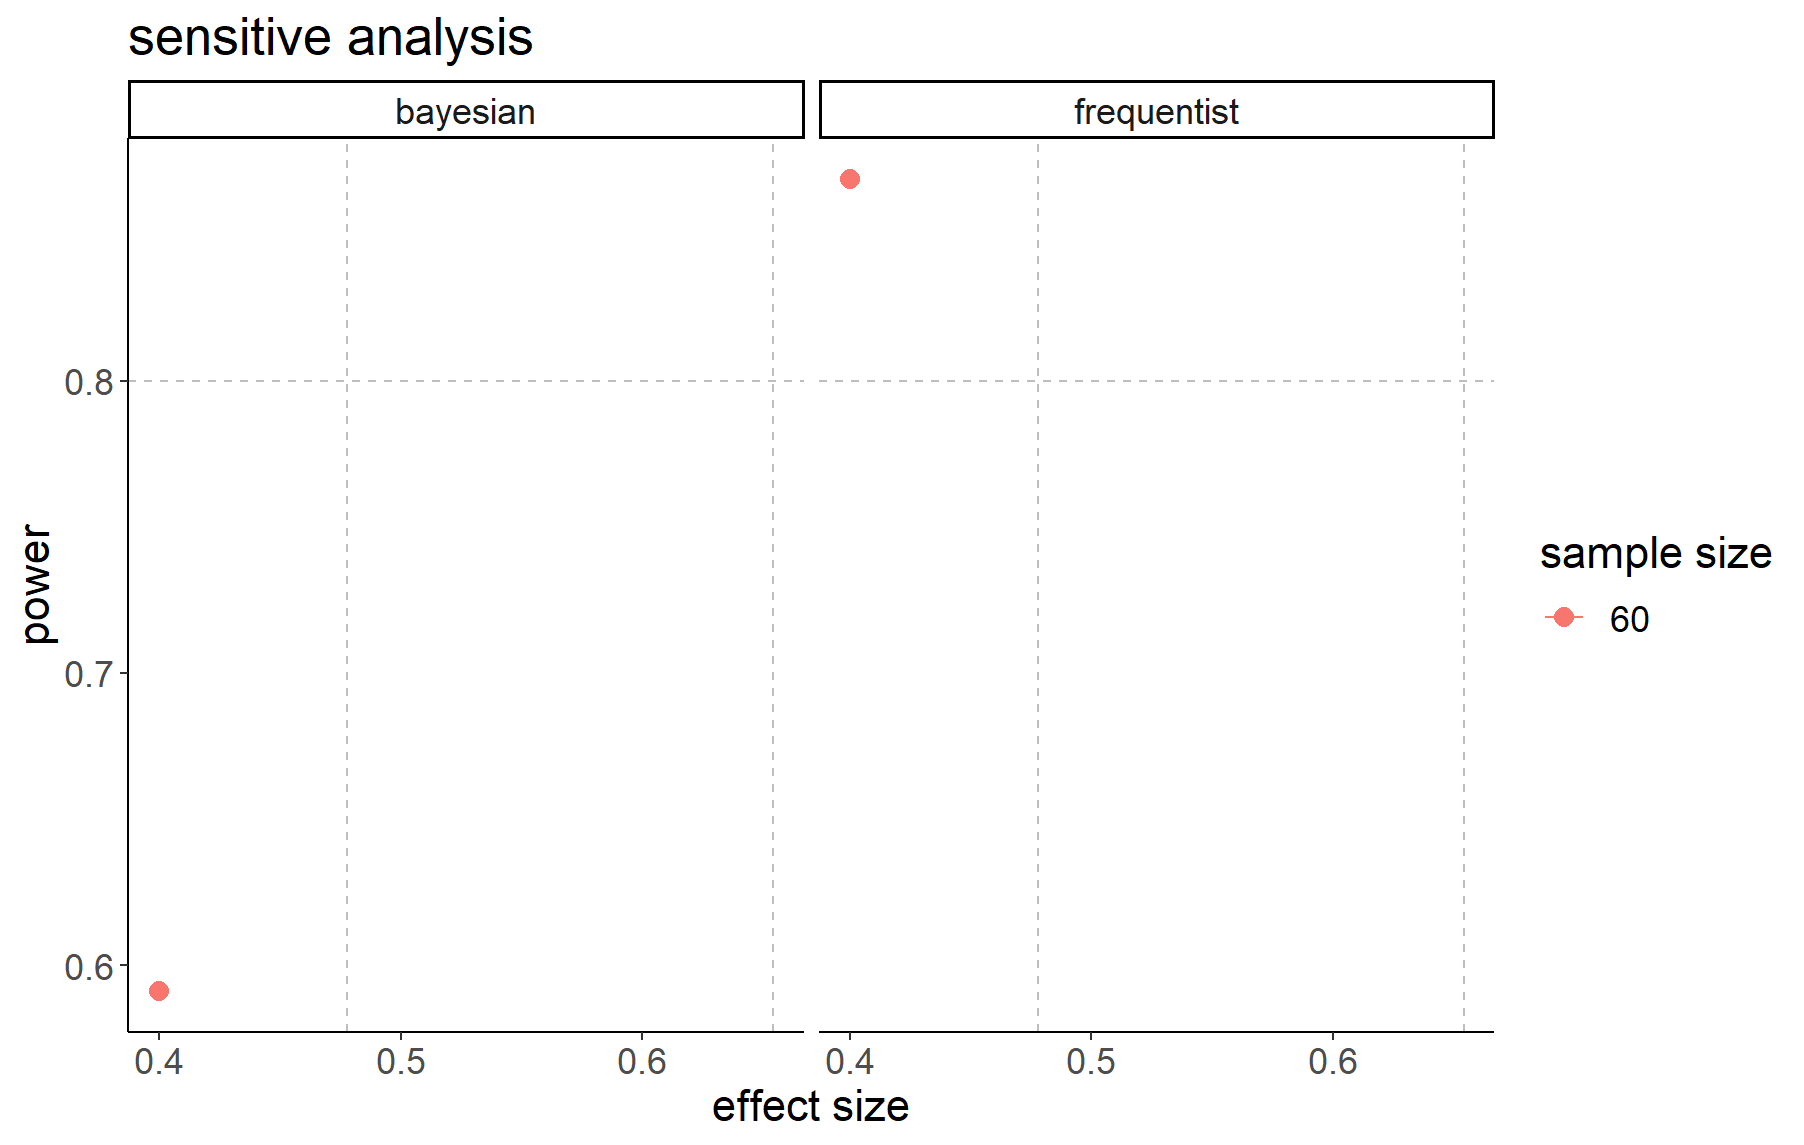 sensitive analysis
bayesian
frequentist
power
0.8
0.7
0.6
0.4 0.5 0.6
0.4 0.5 0.6
effect size
sample size
60